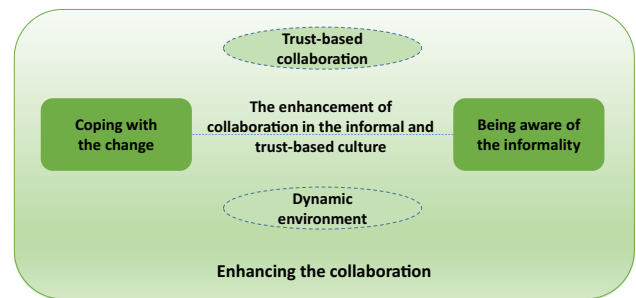 Trust-based
collaboration
Coping with
the change
The enhancement of
collaboration in the informal and
trust-based culture
Being aware of
the informality
Dynamic
environment
Enhancing the collaboration